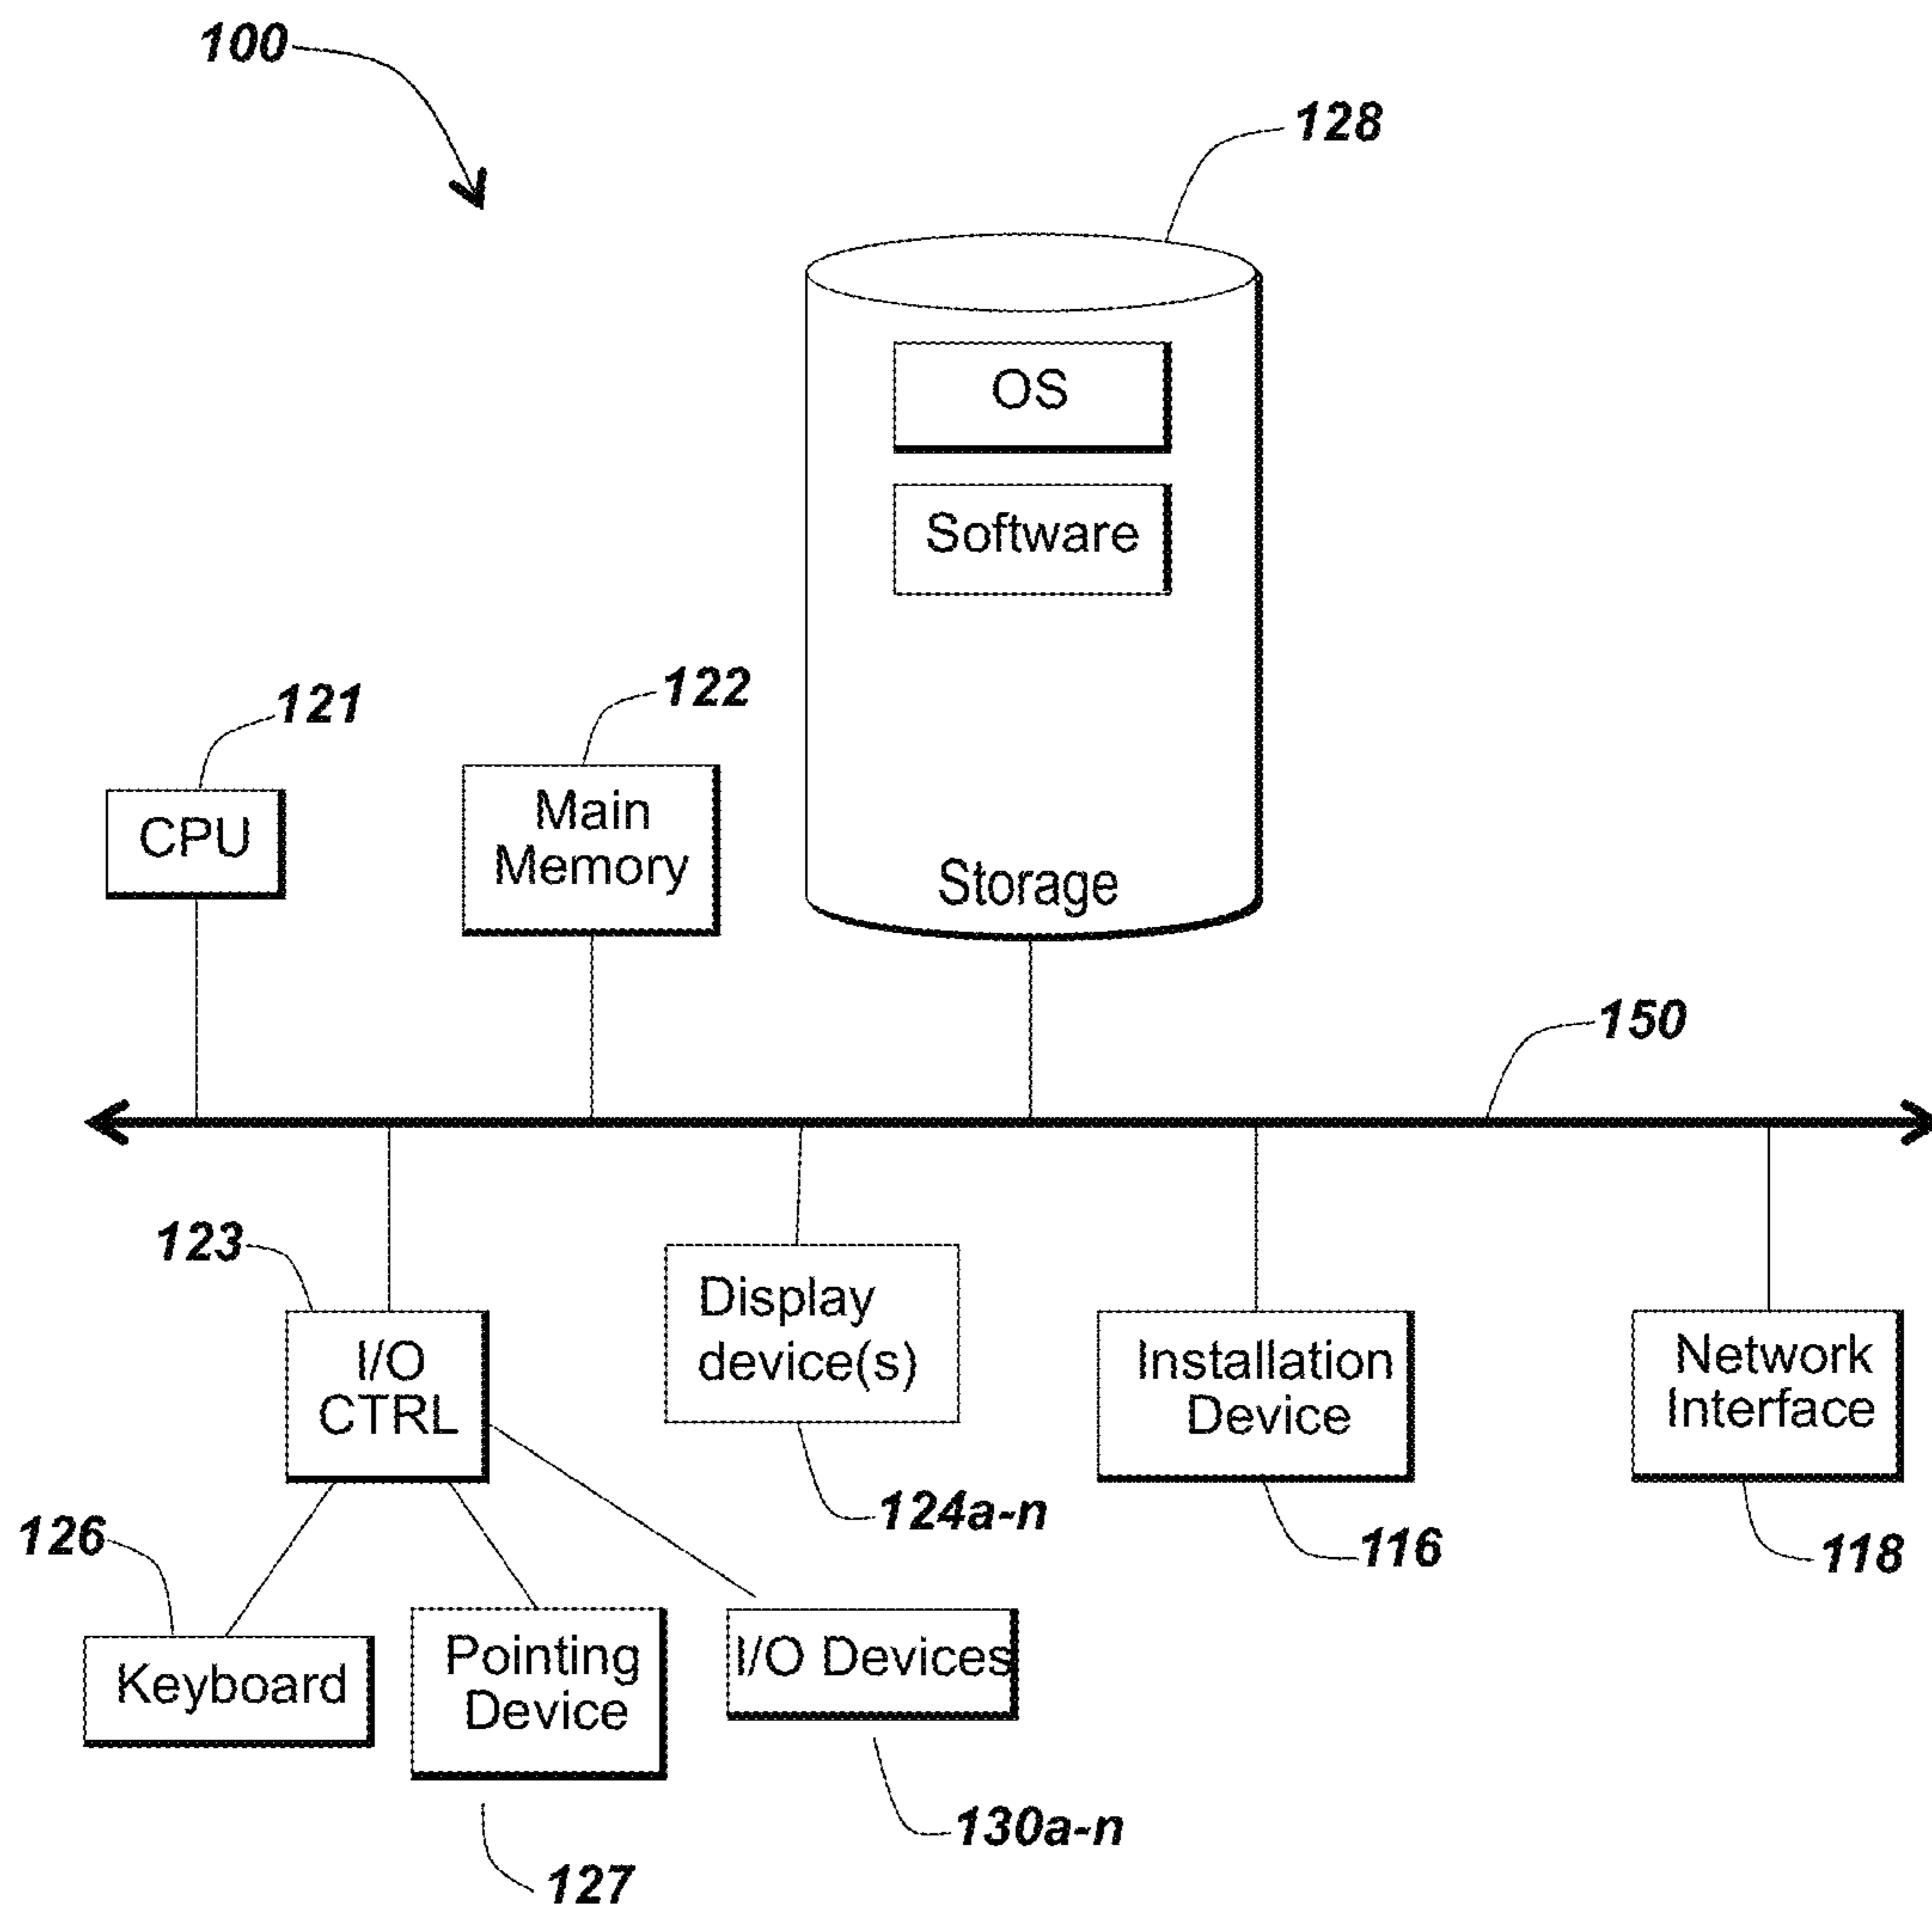 100
128
OS
Software
122
121
Main
Memory
CPU
Storage
150
123
Display
device(s)
I/O
CTRL
Installation
Device
Network
Interface
124a-n
126
116
118
Keyboard
Pointing
Device
I/O Devices
130a-n
127